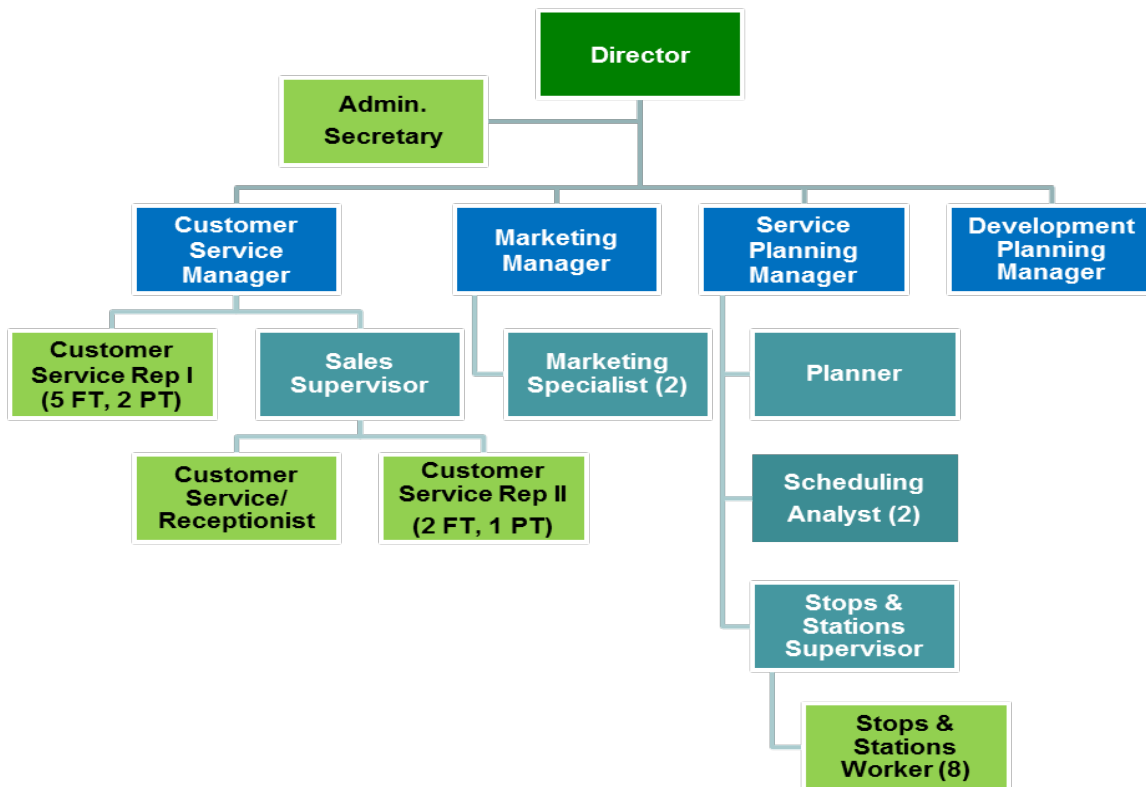 Director
Admin.
Secretary
Customer
Service
Manager
Marketing
Manager
Service
Planning
Manager
Development
Planning
Manager
Customer
Service Rep I
(5 FT, 2 PT)
Sales
Supervisor
Marketing
Specialist (2)
Planner
Customer
Service/
Receptionist
Customer
Service Rep II
(2 FT, 1 PT)
Scheduling
Analyst (2)
Stops &
Stations
Supervisor
Stops &
Stations
Worker (8)